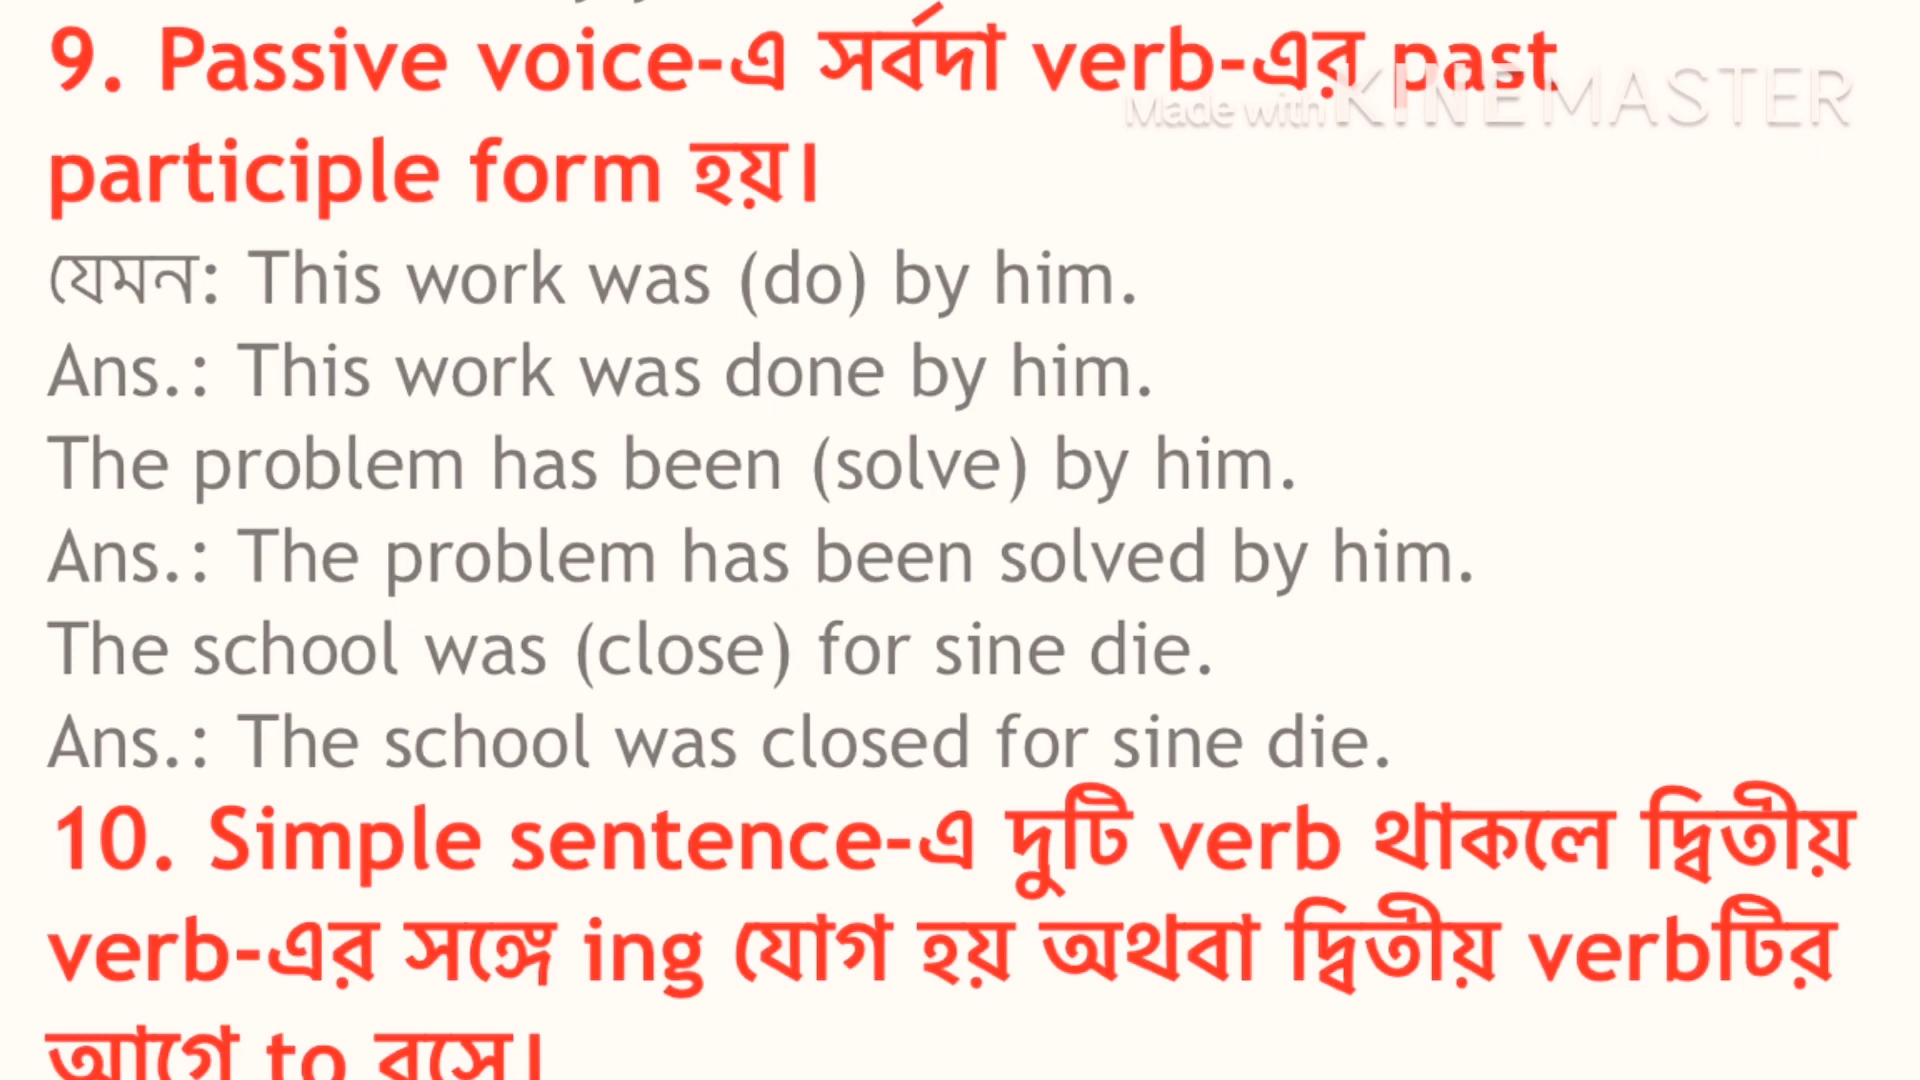 9. Passive voice-এ সর্বদা verb-এর past
Made with KINEMASTER
participle form হয়।
যেমন: This work was (do) by him.
Ans.: This work was done by him.
The problem has been (solve) by him.
Ans.: The problem has been solved by him.
The school was (close) for sine die.
Ans.: The school was closed for sine die.
10. Simple sentence-এ দুটি verb থাকলে দ্বিতীয়
verb-এর সঙ্গে ing যোগ হয় অথবা দ্বিতীয় verbটির
আগে to বসে।